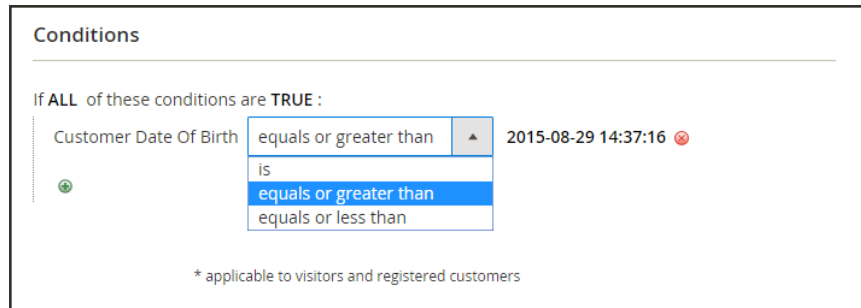 Conditions
If ALL of these conditions are TRUE :
Customer Date Of Birth equals or greater than 2015-08-29 14:37:16
is
equals or greater than
equals or less than
* applicable to visitors and registered customers